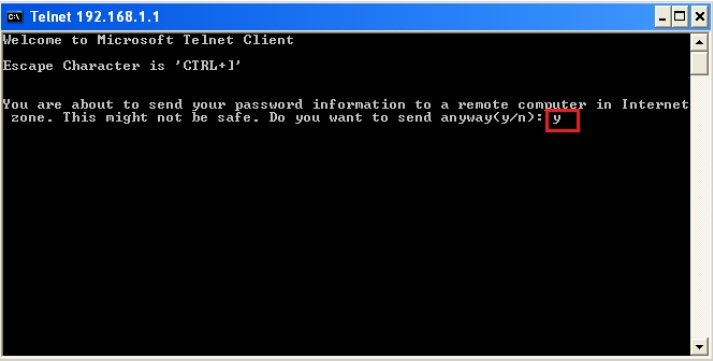 Telnet 192.168.1.1
Welcome to Microsoft Telnet Client
Escape Character is 'CTRL+]'
You are about to send your password information to a remote computer in Internet
zone. This might not be safe. Do you want to send anyway(y/n): y